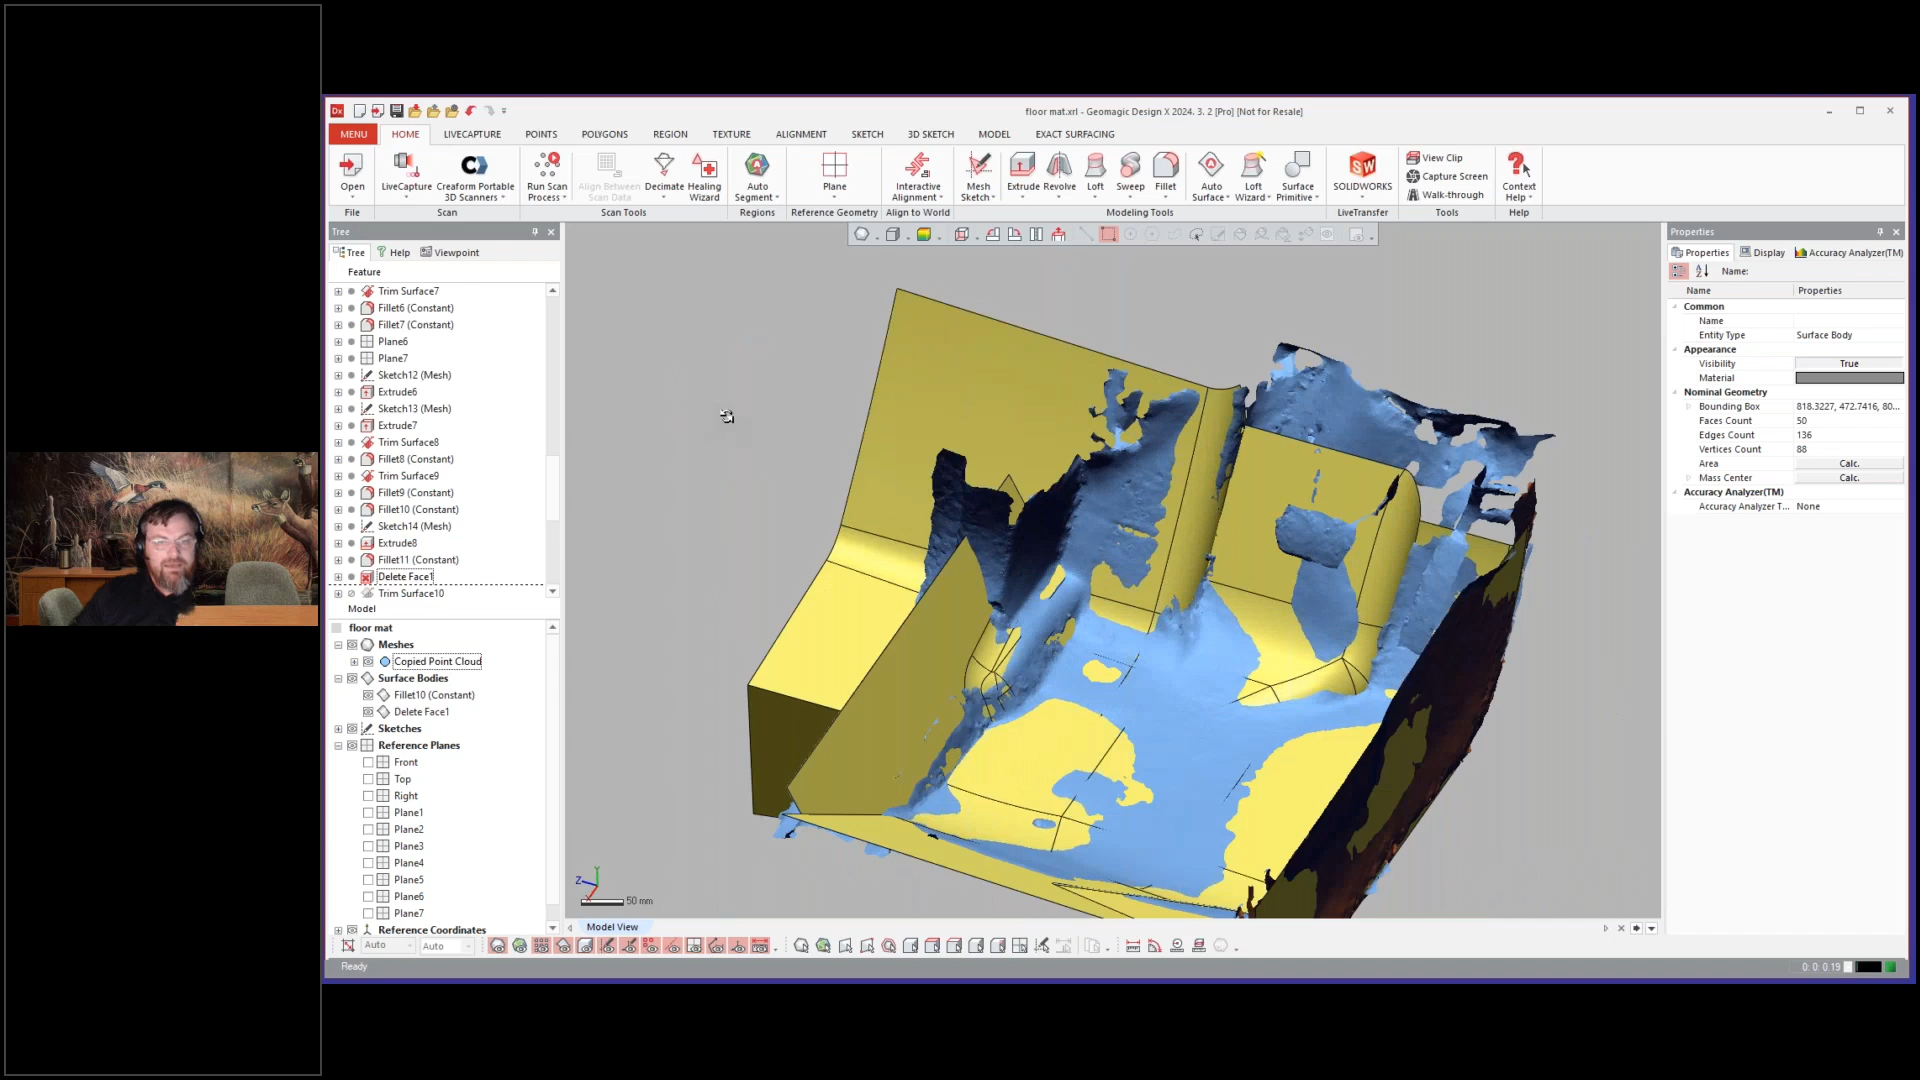 floor mat.xrl - Geomagic Design X 2024. 3. 2 [Pro] [Not for Resale]
MENU HOME LIVECAPTURE POINTS POLYGONS REGION TEXTURE ALIGNMENT SKETCH 3D SKETCH MODEL EXACT SURFACING
Open LiveCapture Creaform Portable 3D Scanners Run Scan Process Align Between Scan Data Decimate Healing Wizard Auto Segment Plane Interactive Alignment Mesh Sketch Extrude Revolve Loft Sweep Fillet Auto Surface Loft Wizard Surface Primitive SOLIDWORKS View Clip Capture Screen Walk-through Context Help
File Scan Scan Tools Regions Reference Geometry Align to World Modeling Tools LiveTransfer Tools Help
Tree
Tree Help Viewpoint
Feature
Trim Surface7
Fillet6 (Constant)
Fillet7 (Constant)
Plane6
Plane7
Sketch12 (Mesh)
Extrude6
Sketch13 (Mesh)
Extrude7
Trim Surface8
Fillet8 (Constant)
Trim Surface9
Fillet9 (Constant)
Fillet10 (Constant)
Sketch14 (Mesh)
Extrude8
Fillet11 (Constant)
Delete Face1
Trim Surface10
Model
floor mat
Meshes
Copied Point Cloud
Surface Bodies
Fillet10 (Constant)
Delete Face1
Sketches
Reference Planes
Front
Top
Right
Plane1
Plane2
Plane3
Plane4
Plane5
Plane6
Plane7
Reference Coordinates
Z Y
50 mm
Model View
Auto Auto
Ready
0: 0: 0.19
Properties
Properties Display Accuracy Analyzer(TM)
Name:
Name Properties
Common
Name
Entity Type Surface Body
Appearance
Visibility True
Material
Nominal Geometry
Bounding Box 818.3227, 472.7416, 80...
Faces Count 50
Edges Count 136
Vertices Count 88
Area Calc.
Mass Center Calc.
Accuracy Analyzer(TM)
Accuracy Analyzer T... None